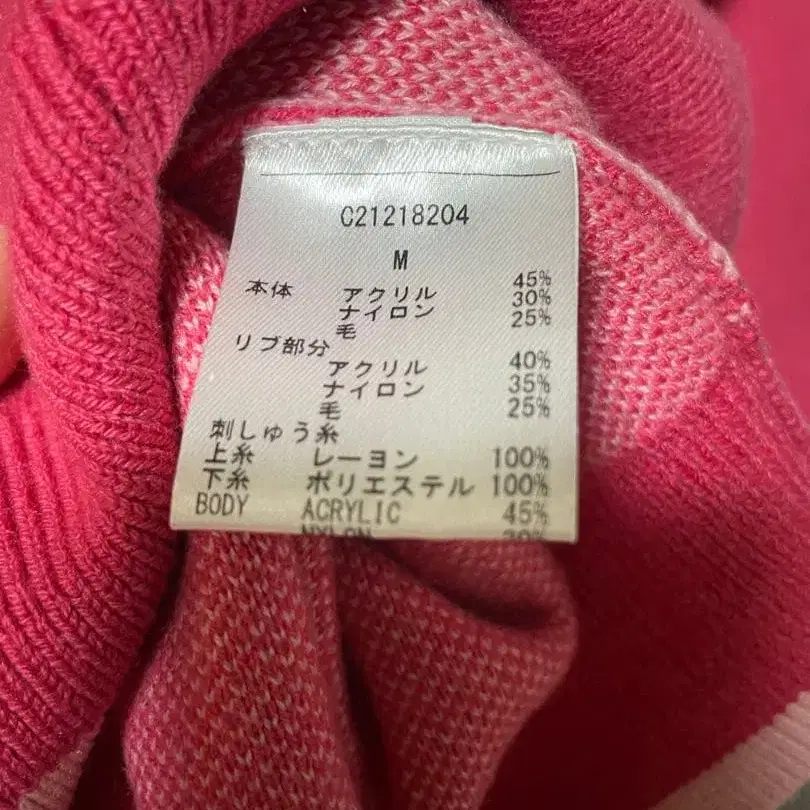 C21218204
M
本体 アクリル 45%
ナイロン 30%
毛 25%
リブ部分
アクリル 40%
ナイロン 35%
毛 25%
刺しゅう糸
上糸 レーヨン 100%
下糸 ポリエステル 100%
BODY ACRYLIC 45%
NYLON 30%